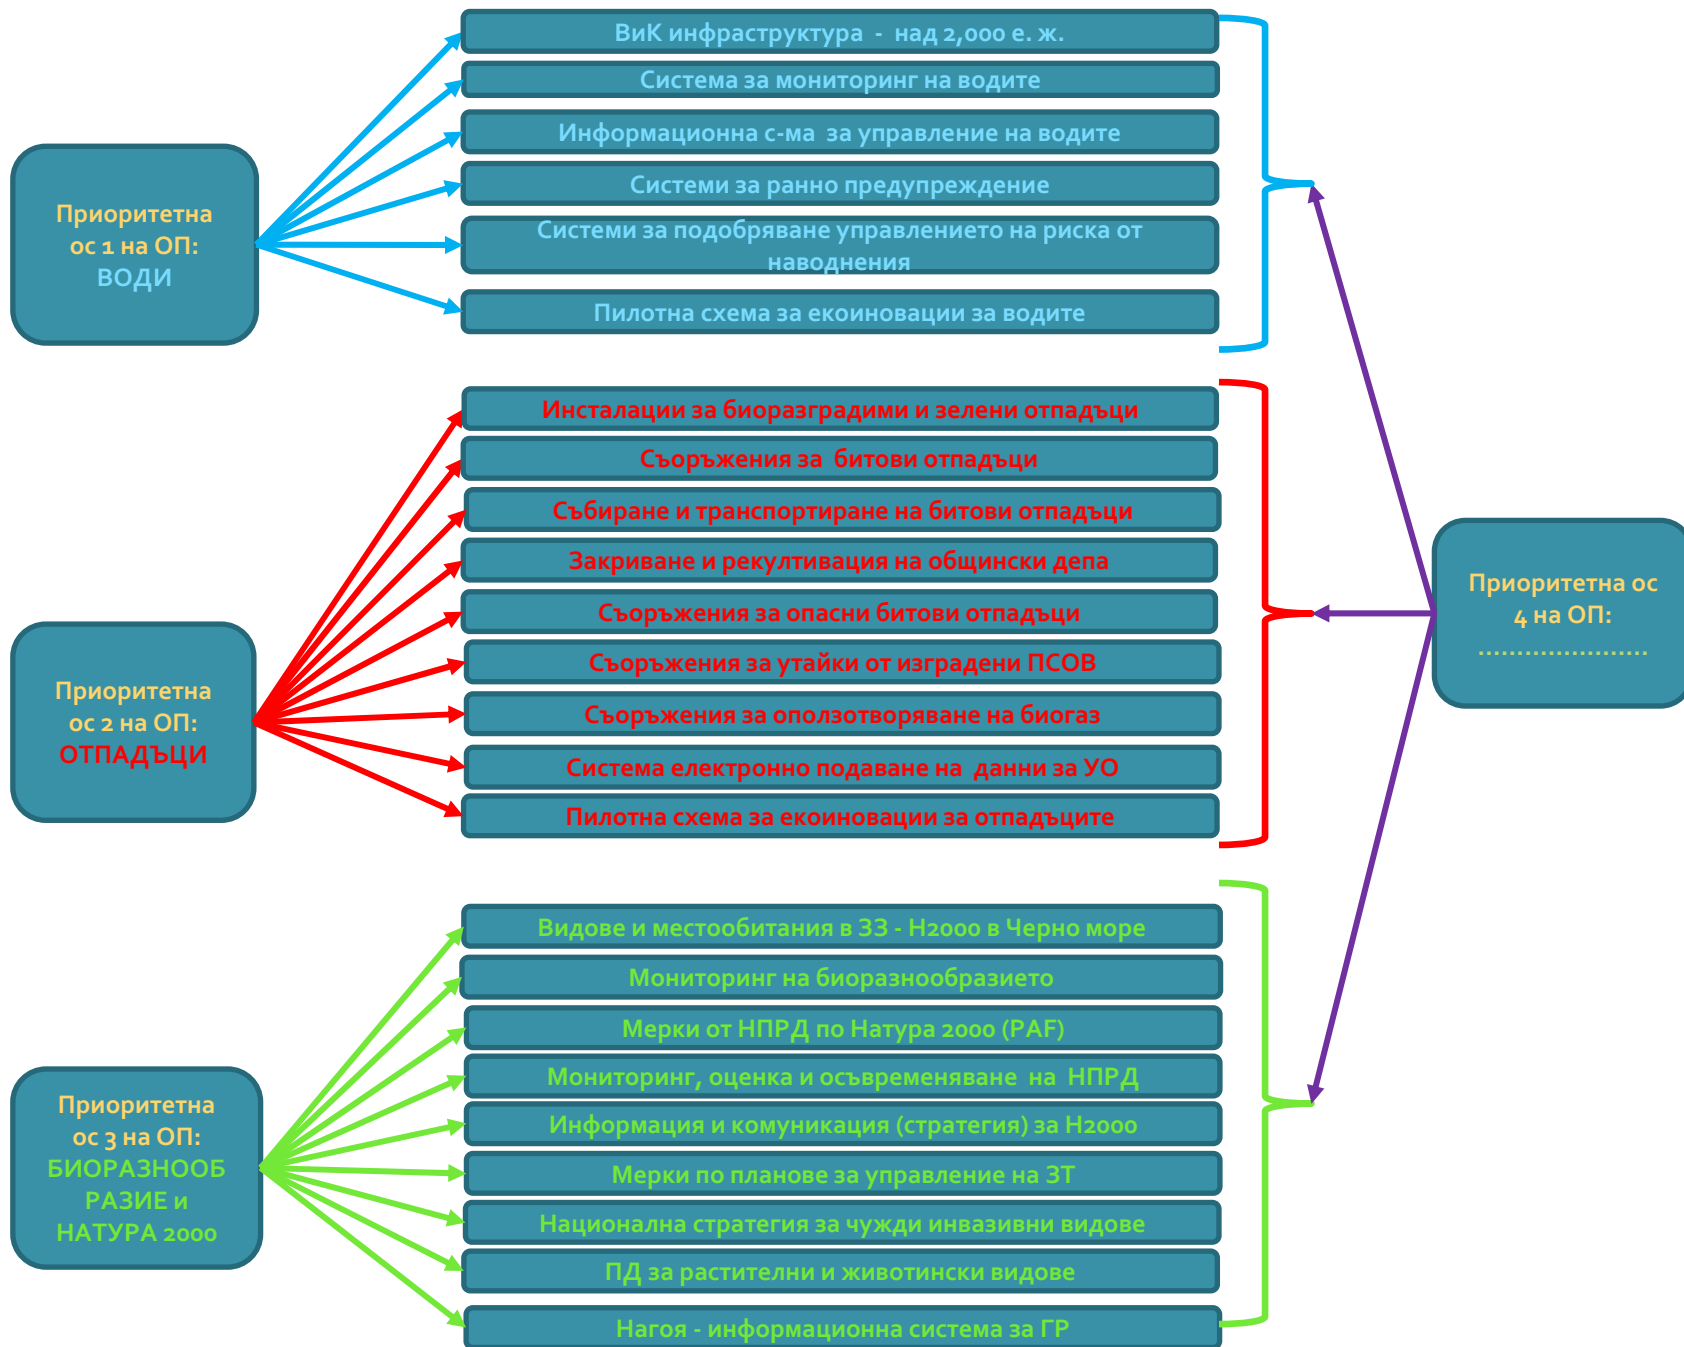 Приоритетна
ос 1 на ОП:
ВОДИ
ВиК инфраструктура - над 2,000 е. ж.
Система за мониторинг на водите
Информационна с-ма за управление на водите
Системи за ранно предупреждение
Системи за подобряване управлението на риска от
наводнения
Пилотна схема за екоиновации за водите
Приоритетна
ос 2 на ОП:
ОТПАДЪЦИ
Инсталации за биоразградими и зелени отпадъци
Съоръжения за битови отпадъци
Събиране и транспортиране на битови отпадъци
Закриване и рекултивация на общински депа
Съоръжения за опасни битови отпадъци
Съоръжения за утайки от изградени ПСОВ
Съоръжения за оползотворяване на биогаз
Система електронно подаване на данни за УО
Пилотна схема за екоиновации за отпадъците
Приоритетна
ос 3 на ОП:
БИОРАЗНООБ
РАЗИЕ и
НАТУРА 2000
Видове и местообитания в ЗЗ - Н2000 в Черно море
Мониторинг на биоразнообразието
Мерки от НПРД по Натура 2000 (PAF)
Мониторинг, оценка и осъвременяване на НПРД
Информация и комуникация (стратегия) за Н2000
Мерки по планове за управление на ЗТ
Национална стратегия за чужди инвазивни видове
ПД за растителни и животински видове
Нагоя - информационна система за ГР
Приоритетна ос
4 на ОП:
......................